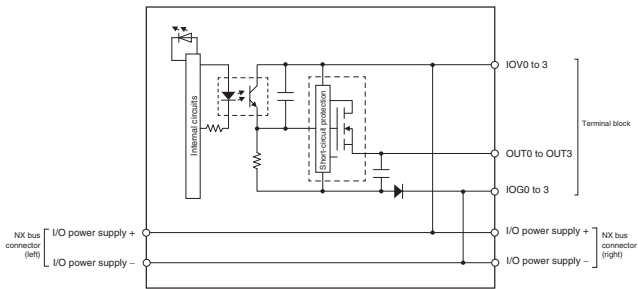 Internal circuits
Short-circuit protection
IOV0 to 3
OUT0 to OUT3
IOG0 to 3
Terminal block
NX bus
connector
(left)
I/O power supply +
I/O power supply –
I/O power supply +
I/O power supply –
NX bus
connector
(right)